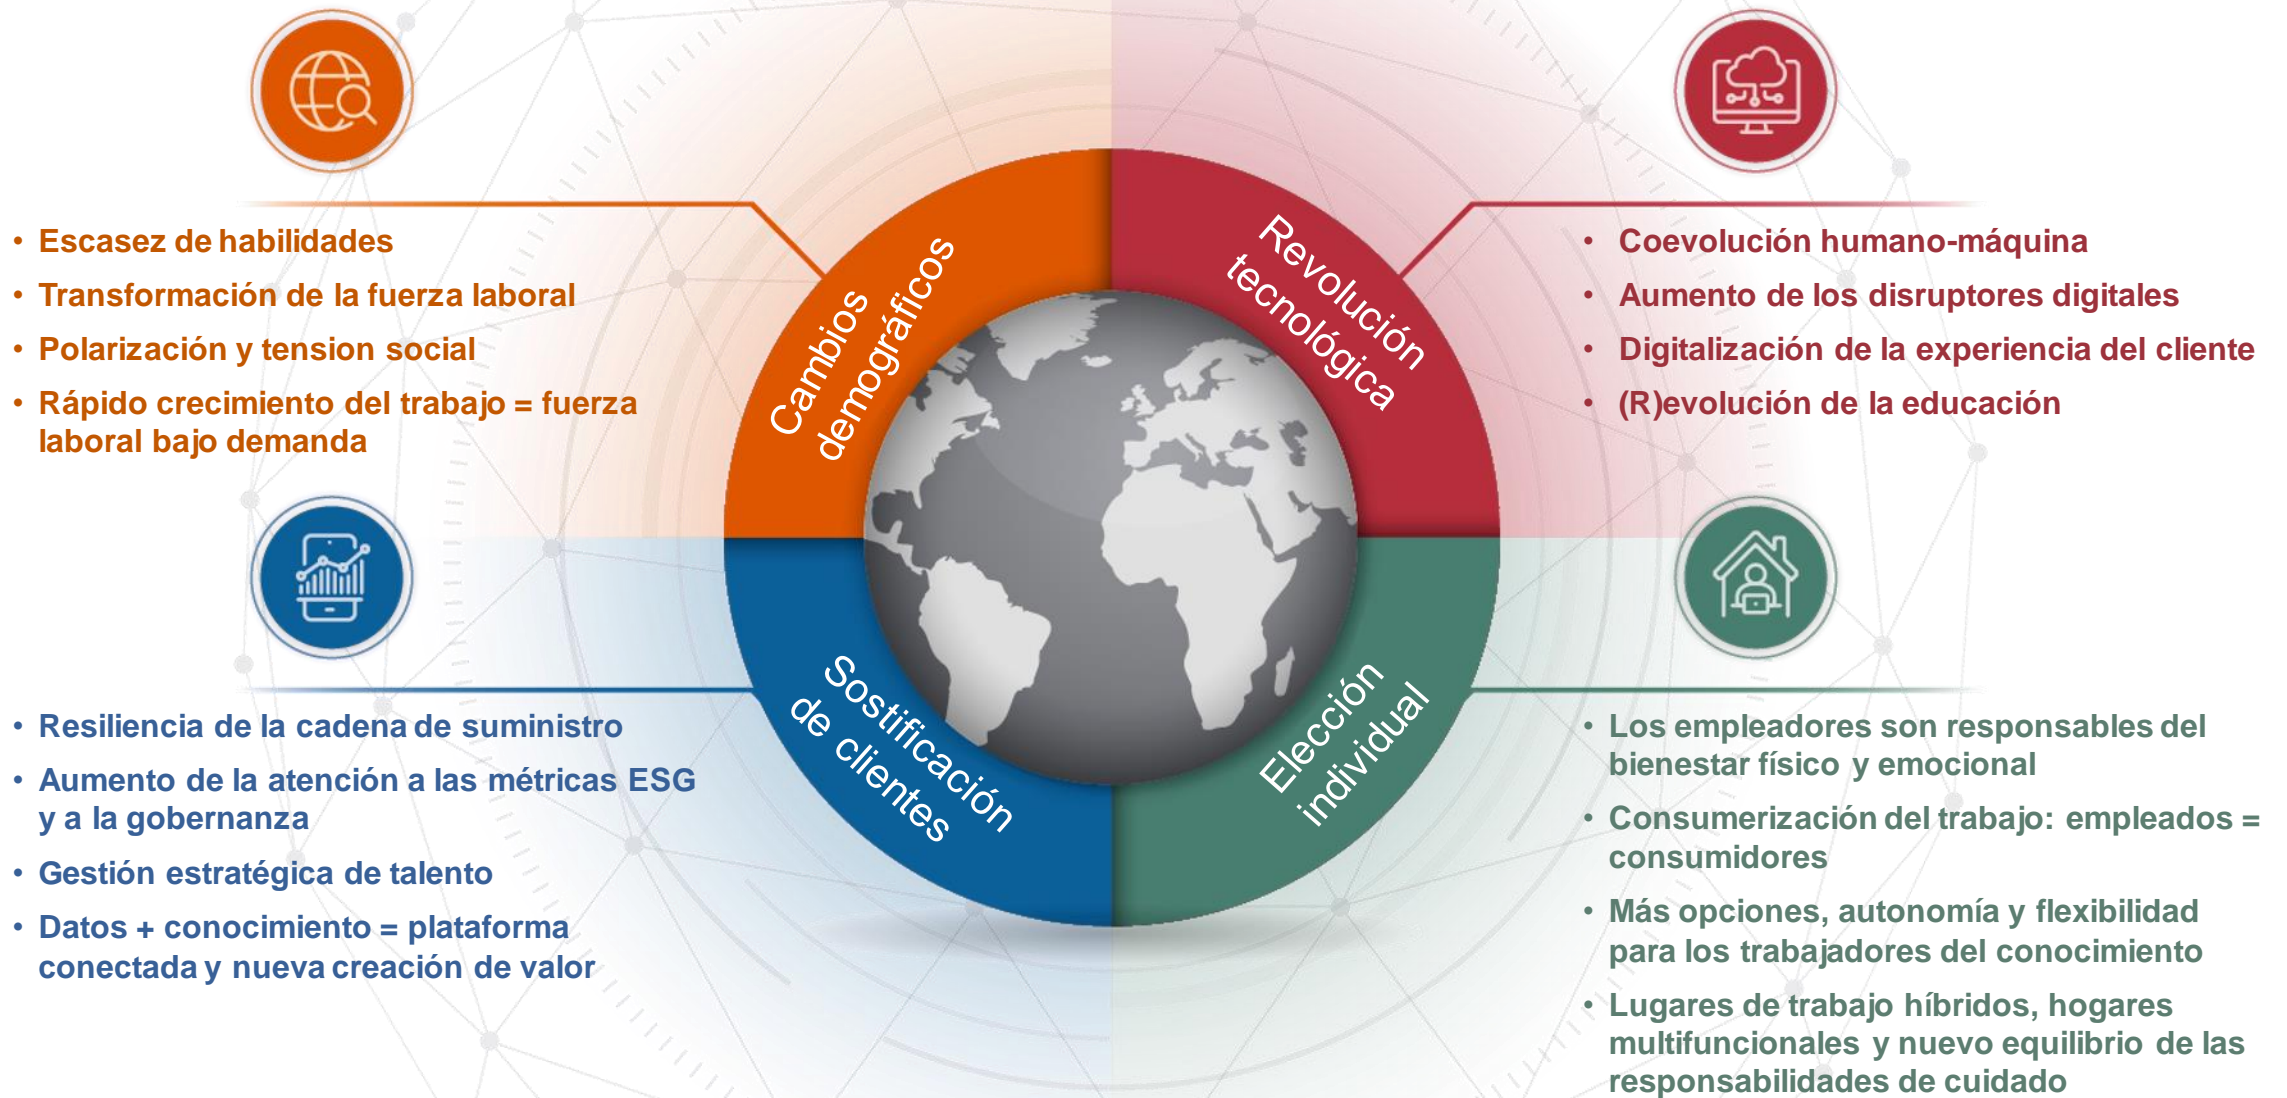 • Escasez de habilidades
• Transformación de la fuerza laboral
• Polarización y tension social
• Rápido crecimiento del trabajo = fuerza
laboral bajo demanda
Cambios
demográficos
Revolución
tecnológica
• Coevolución humano-máquina
• Aumento de los disruptores digitales
• Digitalización de la experiencia del cliente
• (R)evolución de la educación
• Resiliencia de la cadena de suministro
• Aumento de la atención a las métricas ESG
y a la gobernanza
• Gestión estratégica de talento
• Datos + conocimiento = plataforma
conectada y nueva creación de valor
Sostificación
de clientes
Elección
individual
• Los empleadores son responsables del
bienestar físico y emocional
• Consumerización del trabajo: empleados =
consumidores
• Más opciones, autonomía y flexibilidad
para los trabajadores del conocimiento
• Lugares de trabajo híbridos, hogares
multifuncionales y nuevo equilibrio de las
responsabilidades de cuidado